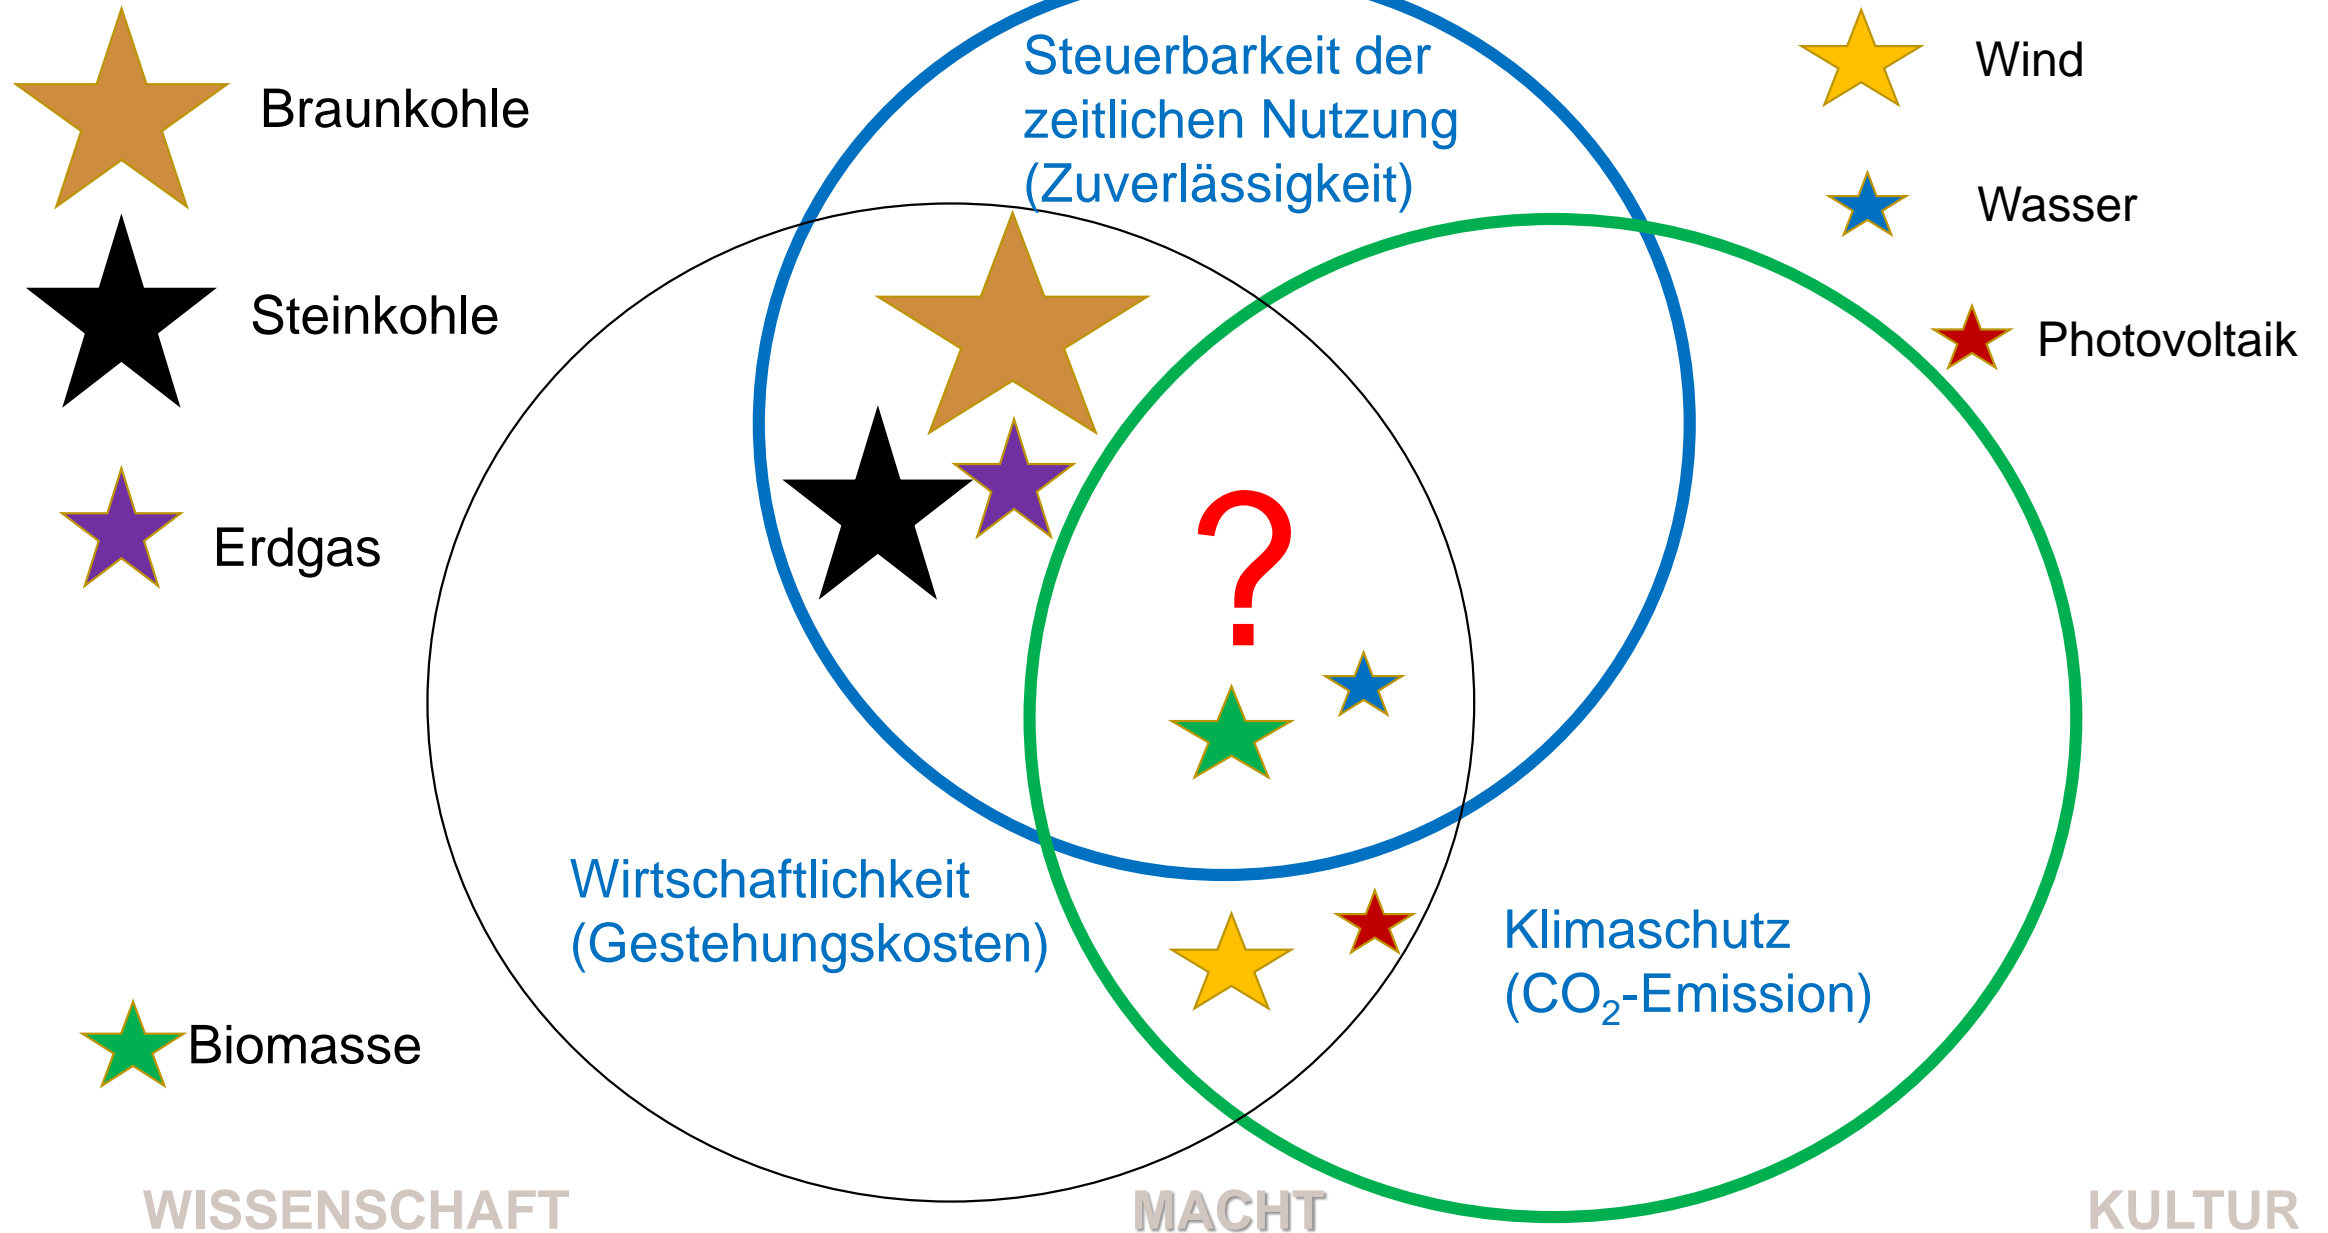 Braunkohle
Steinkohle
Erdgas
Biomasse
Steuerbarkeit der
zeitlichen Nutzung
(Zuverlässigkeit)
Wind
Wasser
Photovoltaik
?
Wirtschaftlichkeit
(Gestehungskosten)
Klimaschutz
(CO₂-Emission)
WISSENSCHAFT
MACHT
KULTUR